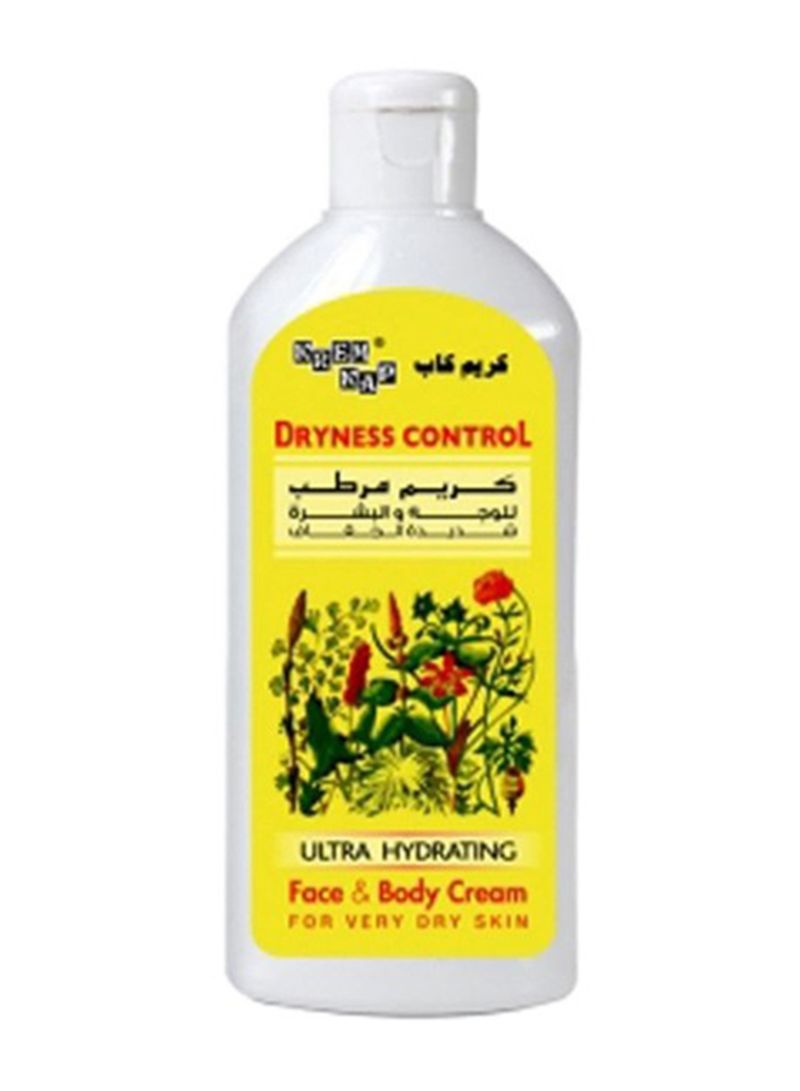 KREM
KAP®
كريم كاب
DRYNESS CONTROL
كريم مرطب
للوجه والبشرة
شديدة الجفاف
ULTRA HYDRATING
Face & Body Cream
FOR VERY DRY SKIN